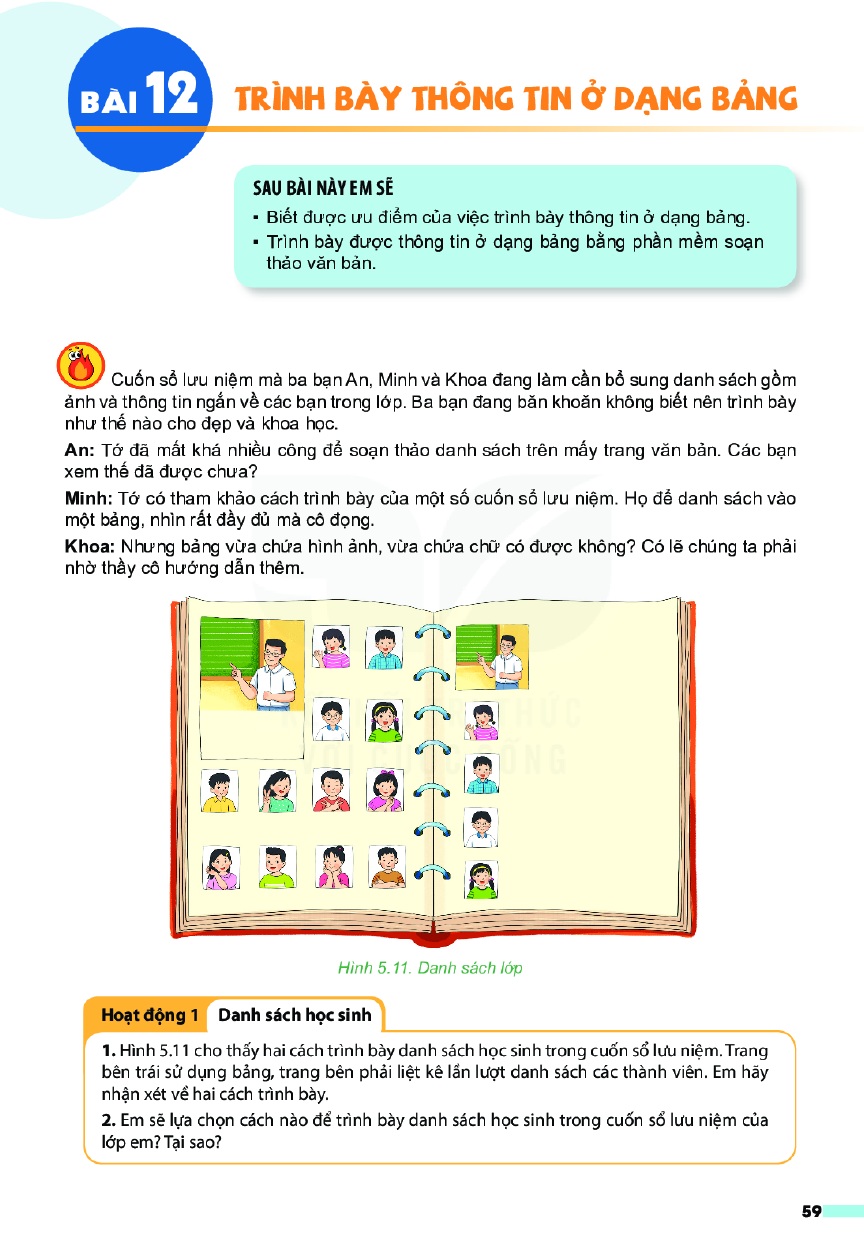 BÀI 12
TRÌNH BÀY THÔNG TIN Ở DẠNG BẢNG
SAU BÀI NÀY EM SẼ
▪ Biết được ưu điểm của việc trình bày thông tin ở dạng bảng.
▪ Trình bày được thông tin ở dạng bảng bằng phần mềm soạn
thảo văn bản.
Cuốn sổ lưu niệm mà ba bạn An, Minh và Khoa đang làm cần bổ sung danh sách gồm
ảnh và thông tin ngắn về các bạn trong lớp. Ba bạn đang băn khoăn không biết nên trình bày
như thế nào cho đẹp và khoa học.
An: Tớ đã mất khá nhiều công để soạn thảo danh sách trên mấy trang văn bản. Các bạn
xem thế đã được chưa?
Minh: Tớ có tham khảo cách trình bày của một số cuốn sổ lưu niệm. Họ để danh sách vào
một bảng, nhìn rất đầy đủ mà cô đọng.
Khoa: Nhưng bảng vừa chứa hình ảnh, vừa chứa chữ có được không? Có lẽ chúng ta phải
nhờ thầy cô hướng dẫn thêm.
KẾT NỐI TRI THỨC
VỚI CUỘC SỐNG
Hình 5.11. Danh sách lớp
Hoạt động 1 Danh sách học sinh
1. Hình 5.11 cho thấy hai cách trình bày danh sách học sinh trong cuốn sổ lưu niệm. Trang
bên trái sử dụng bảng, trang bên phải liệt kê lần lượt danh sách các thành viên. Em hãy
nhận xét về hai cách trình bày.
2. Em sẽ lựa chọn cách nào để trình bày danh sách học sinh trong cuốn sổ lưu niệm của
lớp em? Tại sao?
59